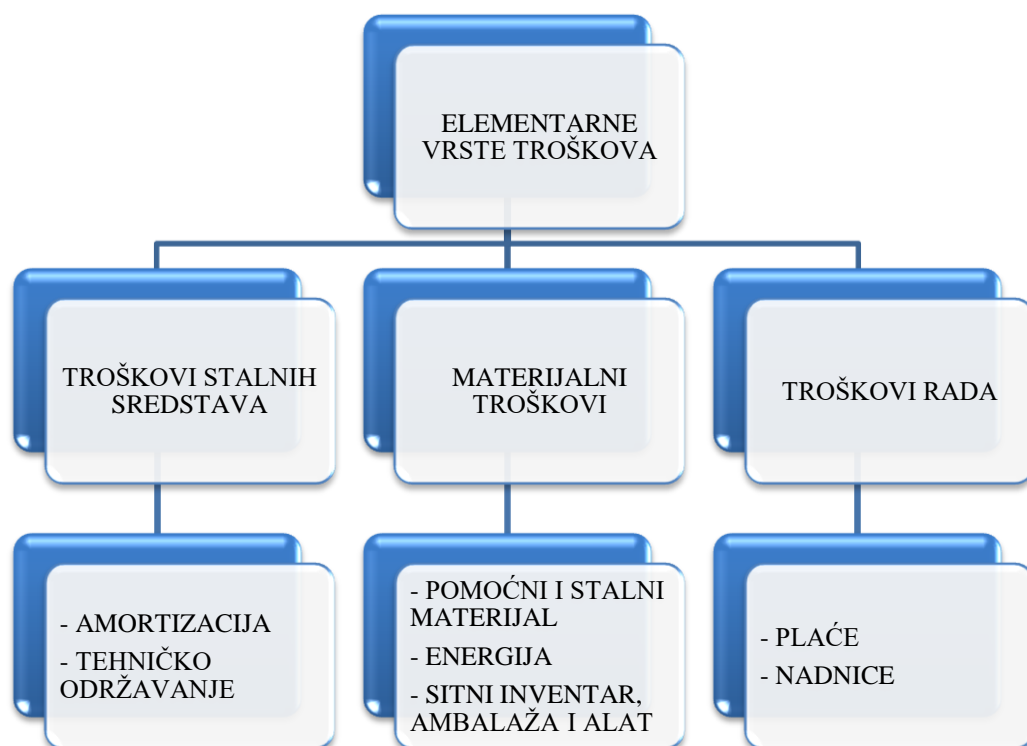 ELEMENTARNE
VRSTE TROŠKOVA
TROŠKOVI STALNIH
SREDSTAVA
MATERIJALNI
TROŠKOVI
TROŠKOVI RADA
- AMORTIZACIJA
- TEHNIČKO
ODRŽAVANJE
- POMOĆNI I STALNI
MATERIJAL
- ENERGIJA
- SITNI INVENTAR,
AMBALAŽA I ALAT
- PLAĆE
- NADNICE